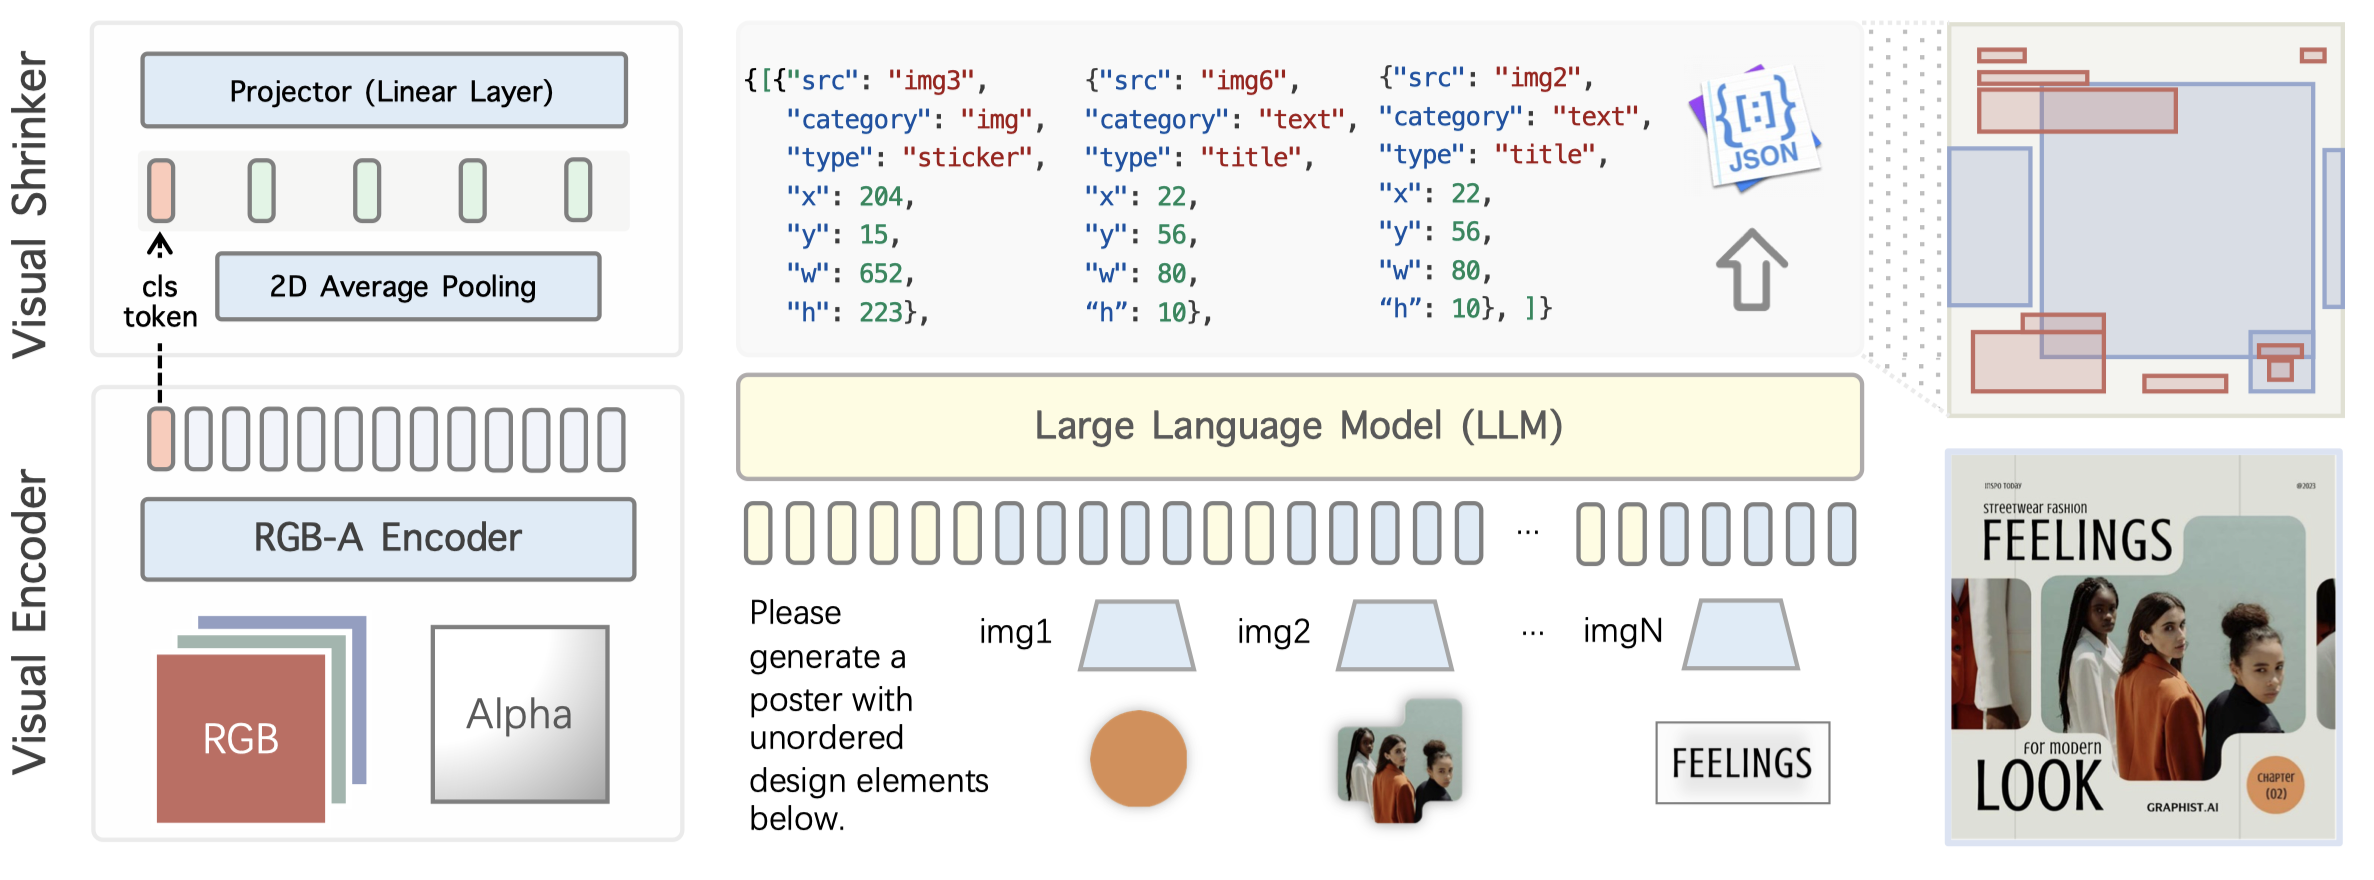 Visual Shrinker
Projector (Linear Layer)
cls
token
2D Average Pooling
Visual Encoder
RGB-A Encoder
RGB
Alpha
{[{"src": "img3",
"category": "img",
"type": "sticker",
"x": 204,
"y": 15,
"w": 652,
"h": 223},
{"src": "img6",
"category": "text",
"type": "title",
"x": 22,
"y": 56,
"w": 80,
“h”: 10},
{"src": "img2",
"category": "text",
"type": "title",
"x": 22,
"y": 56,
"w": 80,
“h”: 10}, ]}
{[:]}
JSON
Large Language Model (LLM)
...
Please
generate a
poster with
unordered
design elements
below.
img1
img2
...
imgN
FEELINGS
INSPO TODAY
@2023
STREETWEAR FASHION
FEELINGS
FOR MODERN
LOOK
GRAPHIST.AI
CHAPTER
(02)